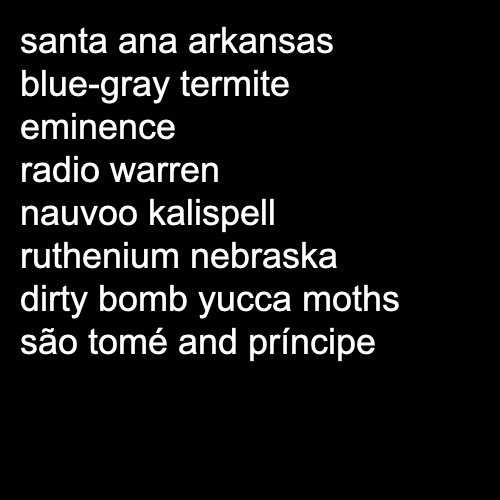 santa ana arkansas
blue-gray termite
eminence
radio warren
nauvoo kalispell
ruthenium nebraska
dirty bomb yucca moths
são tomé and príncipe